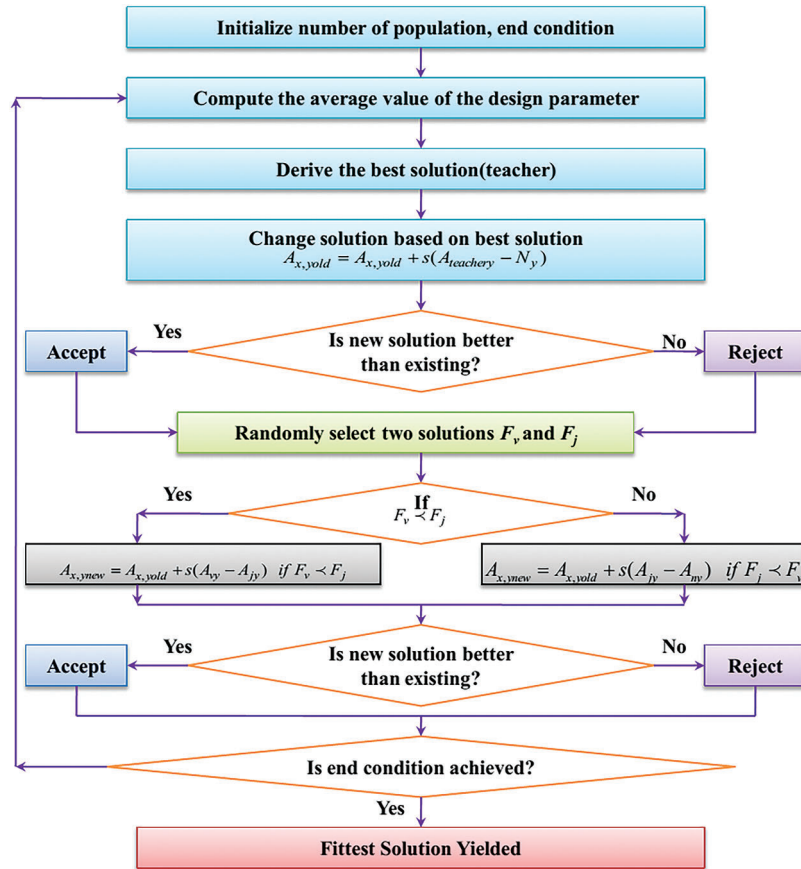 Initialize number of population, end condition
Compute the average value of the design parameter
Derive the best solution(teacher)
Change solution based on best solution
A_{x,yold} = A_{x,yold} + s(A_{teachery} − N_y)
Yes
No
Accept
Is new solution better
than existing?
Reject
Randomly select two solutions F_v and F_j
Yes
No
If
F_v ≺ F_j
A_{x,ynew} = A_{x,yold} + s(A_{vy} − A_{jy}) if F_v ≺ F_j
A_{x,ynew} = A_{x,yold} + s(A_{jy} − A_{ny}) if F_j ≺ F_v
Yes
No
Accept
Is new solution better
than existing?
Reject
Is end condition achieved?
Yes
Fittest Solution Yielded